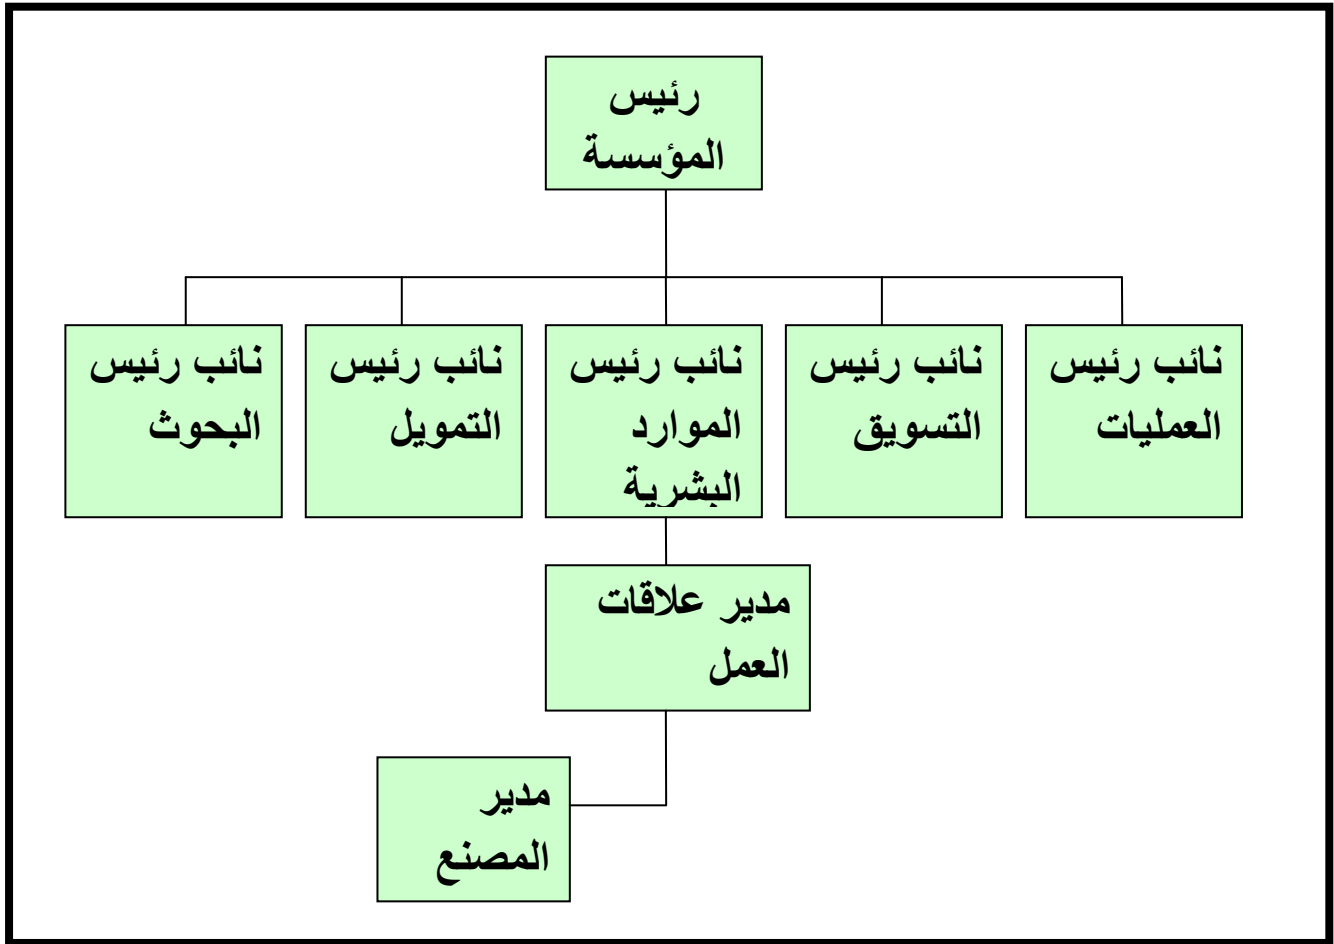 رئيس
المؤسسة
نائب رئيس
العمليات
نائب رئيس
التسويق
نائب رئيس
الموارد
البشرية
نائب رئيس
التمويل
نائب رئيس
البحوث
مدير علاقات
العمل
مدير
المصنع